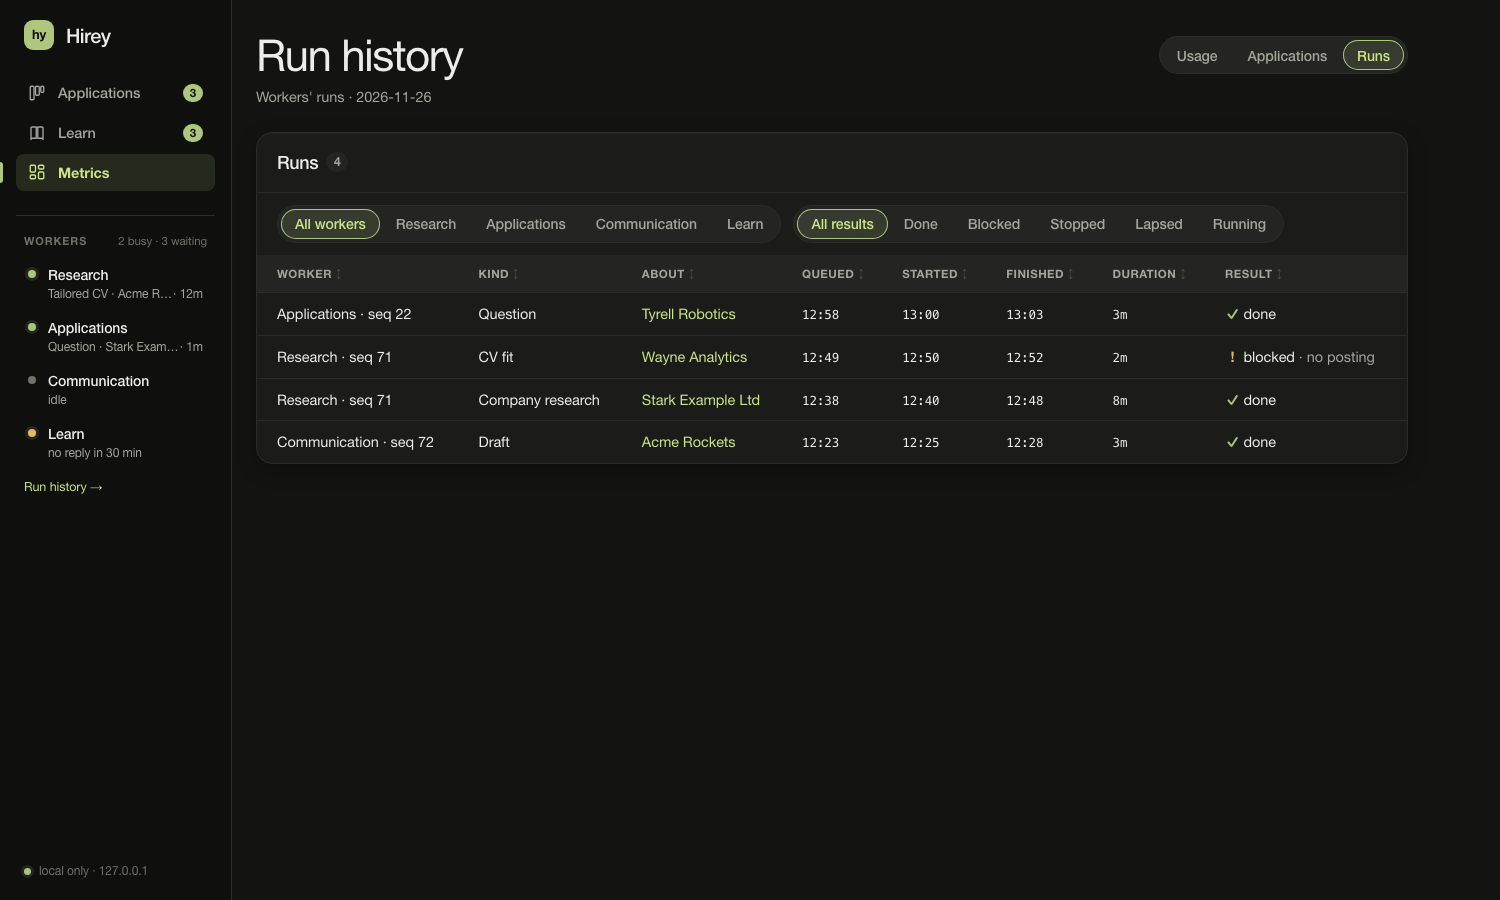 hy Hirey
Applications 3
Learn 3
Metrics
WORKERS 2 busy · 3 waiting
Research
Tailored CV · Acme R… · 12m
Applications
Question · Stark Exam… · 1m
Communication
idle
Learn
no reply in 30 min
Run history →
local only · 127.0.0.1
Run history
Workers' runs · 2026-11-26
Usage Applications Runs
Runs 4
All workers Research Applications Communication Learn All results Done Blocked Stopped Lapsed Running
WORKER KIND ABOUT QUEUED STARTED FINISHED DURATION RESULT
Applications · seq 22 Question Tyrell Robotics 12:58 13:00 13:03 3m ✓ done
Research · seq 71 CV fit Wayne Analytics 12:49 12:50 12:52 2m ! blocked · no posting
Research · seq 71 Company research Stark Example Ltd 12:38 12:40 12:48 8m ✓ done
Communication · seq 72 Draft Acme Rockets 12:23 12:25 12:28 3m ✓ done